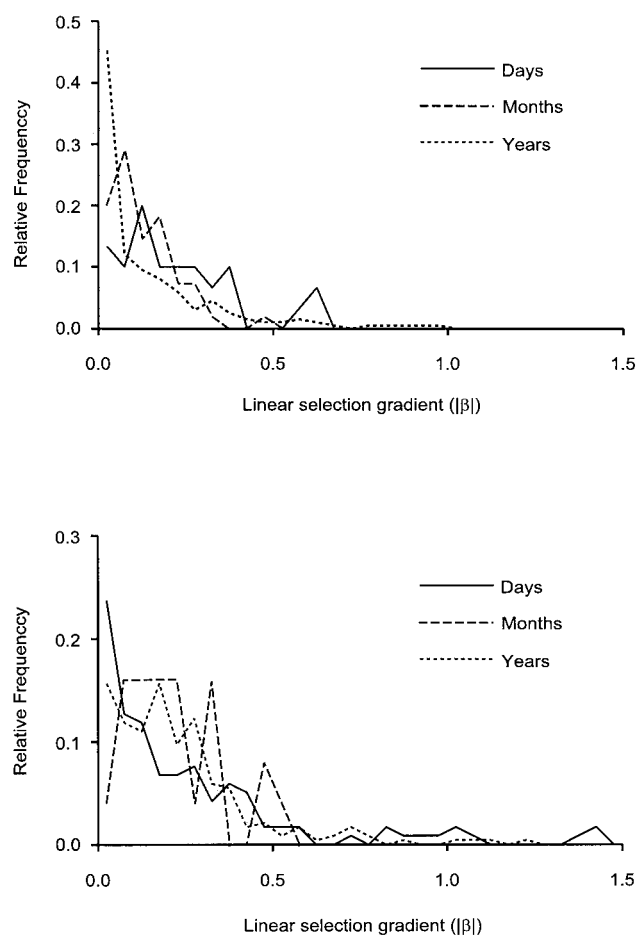 0.5
0.4
0.3
0.2
0.1
0.0
Relative Frequenccy
Days
Months
Years
0.0 0.5 1.0 1.5
Linear selection gradient (|β|)
0.3
0.2
0.1
0.0
Relative Frequenccy
Days
Months
Years
0.0 0.5 1.0 1.5
Linear selection gradient (|β|)